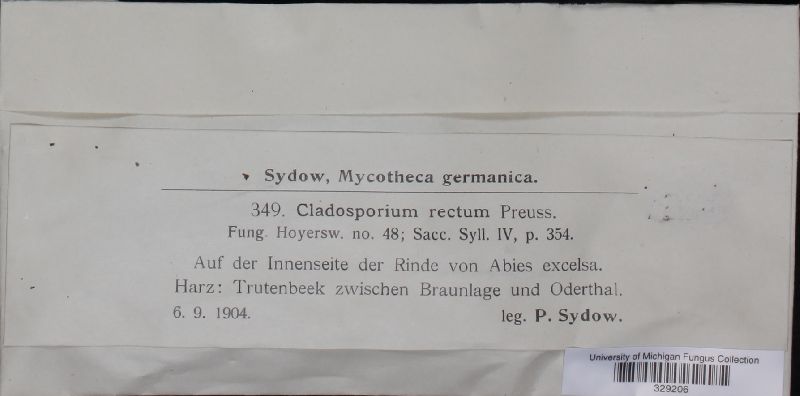 Sydow, Mycotheca germanica.
349. Cladosporium rectum Preuss.
Fung. Hoyersw. no. 48; Sacc. Syll. IV, p. 354.
Auf der Innenseite der Rinde von Abies excelsa.
Harz: Trutenbeek zwischen Braunlage und Oderthal.
6. 9. 1904. leg. P. Sydow.
University of Michigan Fungus Collection
329206